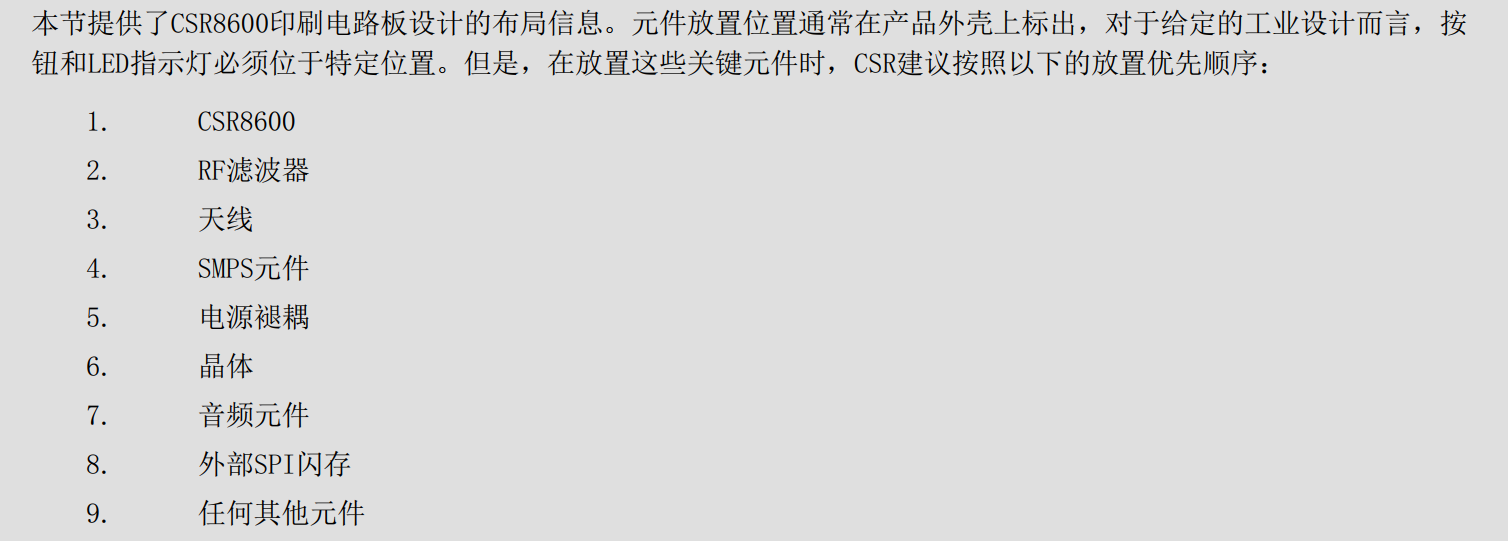 本节提供了CSR8600印刷电路板设计的布局信息。元件放置位置通常在产品外壳上标出，对于给定的工业设计而言，按
钮和LED指示灯必须位于特定位置。但是，在放置这些关键元件时，CSR建议按照以下的放置优先顺序：
1. CSR8600
2. RF滤波器
3. 天线
4. SMPS元件
5. 电源褪耦
6. 晶体
7. 音频元件
8. 外部SPI闪存
9. 任何其他元件